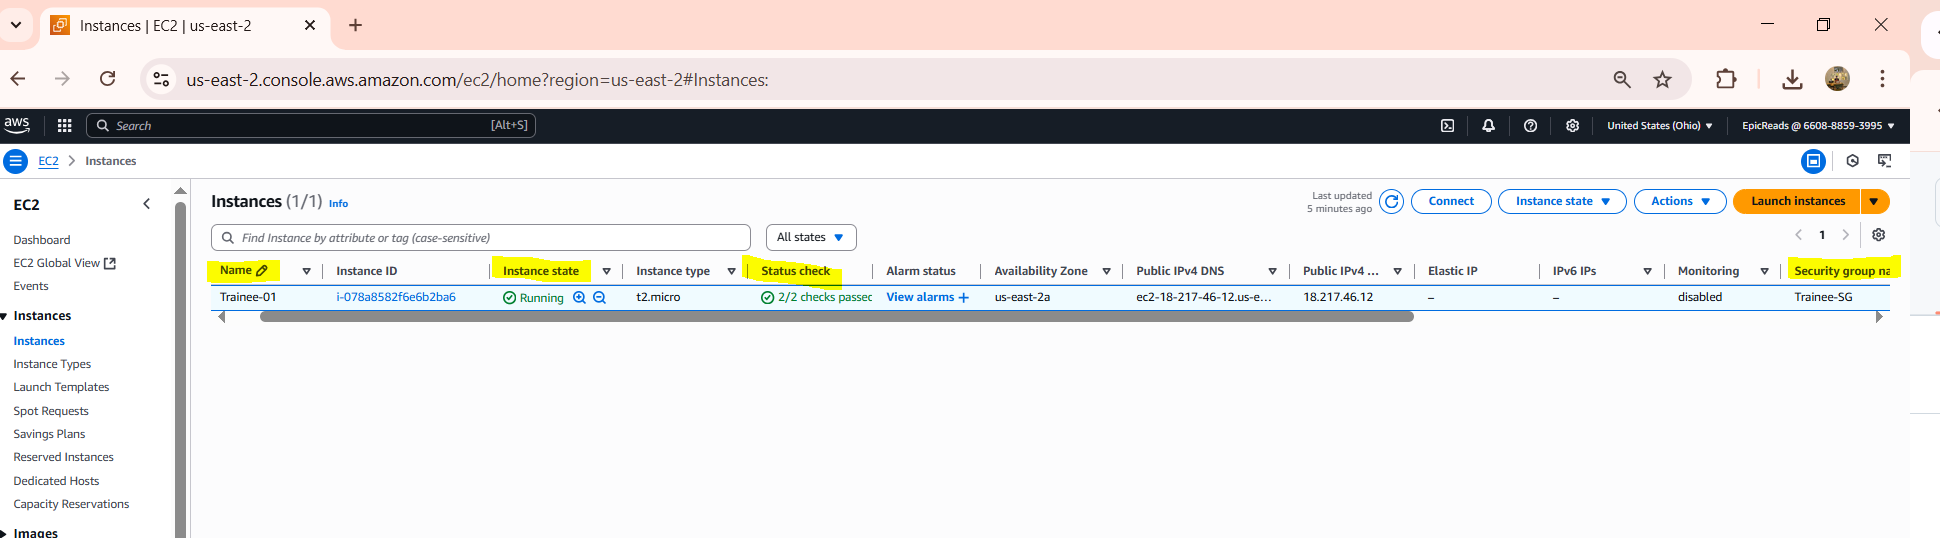 Instances | EC2 | us-east-2
us-east-2.console.aws.amazon.com/ec2/home?region=us-east-2#Instances:
aws Search [Alt+S] United States (Ohio) EpicReads @ 6608-8859-3995
EC2 Instances
EC2
Dashboard
EC2 Global View
Events
Instances
Instances
Instance Types
Launch Templates
Spot Requests
Savings Plans
Reserved Instances
Dedicated Hosts
Capacity Reservations
Images
Instances (1/1) Info
Last updated
5 minutes ago
Connect Instance state Actions Launch instances
Find Instance by attribute or tag (case-sensitive) All states 1
Name Instance ID Instance state Instance type Status check Alarm status Availability Zone Public IPv4 DNS Public IPv4 ... Elastic IP IPv6 IPs Monitoring Security group na
Trainee-01 i-078a8582f6e6b2ba6 Running t2.micro 2/2 checks passed View alarms + us-east-2a ec2-18-217-46-12.us-e... 18.217.46.12 – – disabled Trainee-SG